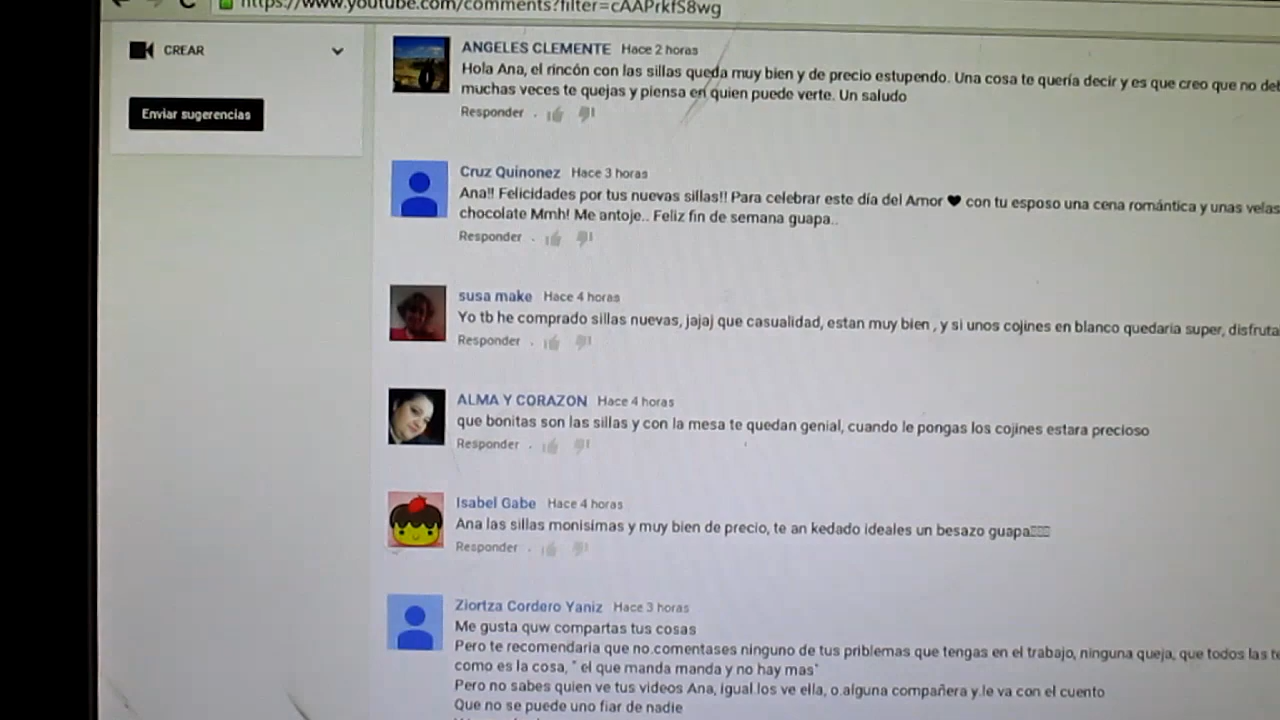 https://www.youtube.com/comments?filter=cAAPrkfS8wg
CREAR
Enviar sugerencias
ANGELES CLEMENTE Hace 2 horas
Hola Ana, el rincón con las sillas queda muy bien y de precio estupendo. Una cosa te quería decir y es que creo que no
muchas veces te quejas y piensa en quien puede verte. Un saludo
Responder
Cruz Quinonez Hace 3 horas
Ana!! Felicidades por tus nuevas sillas!! Para celebrar este día del Amor ♥ con tu esposo una cena romántica y unas velas
chocolate Mmh! Me antoje.. Feliz fin de semana guapa..
Responder
susa make Hace 4 horas
Yo tb he comprado sillas nuevas, jajaj que casualidad, estan muy bien , y si unos cojines en blanco quedaria super, disfruta
Responder
ALMA Y CORAZON Hace 4 horas
que bonitas son las sillas y con la mesa te quedan genial, cuando le pongas los cojines estara precioso
Responder
Isabel Gabe Hace 4 horas
Ana las sillas monisimas y muy bien de precio, te an kedado ideales un besazo guapa
Responder
Ziortza Cordero Yaniz Hace 3 horas
Me gusta quw compartas tus cosas
Pero te recomendaria que no comentases ninguno de tus priblemas que tengas en el trabajo, ninguna queja, que todos las
como es la cosa, " el que manda manda y no hay mas"
Pero no sabes quien ve tus videos Ana, igual los ve ella, o alguna compañera y le va con el cuento
Que no se puede uno fiar de nadie